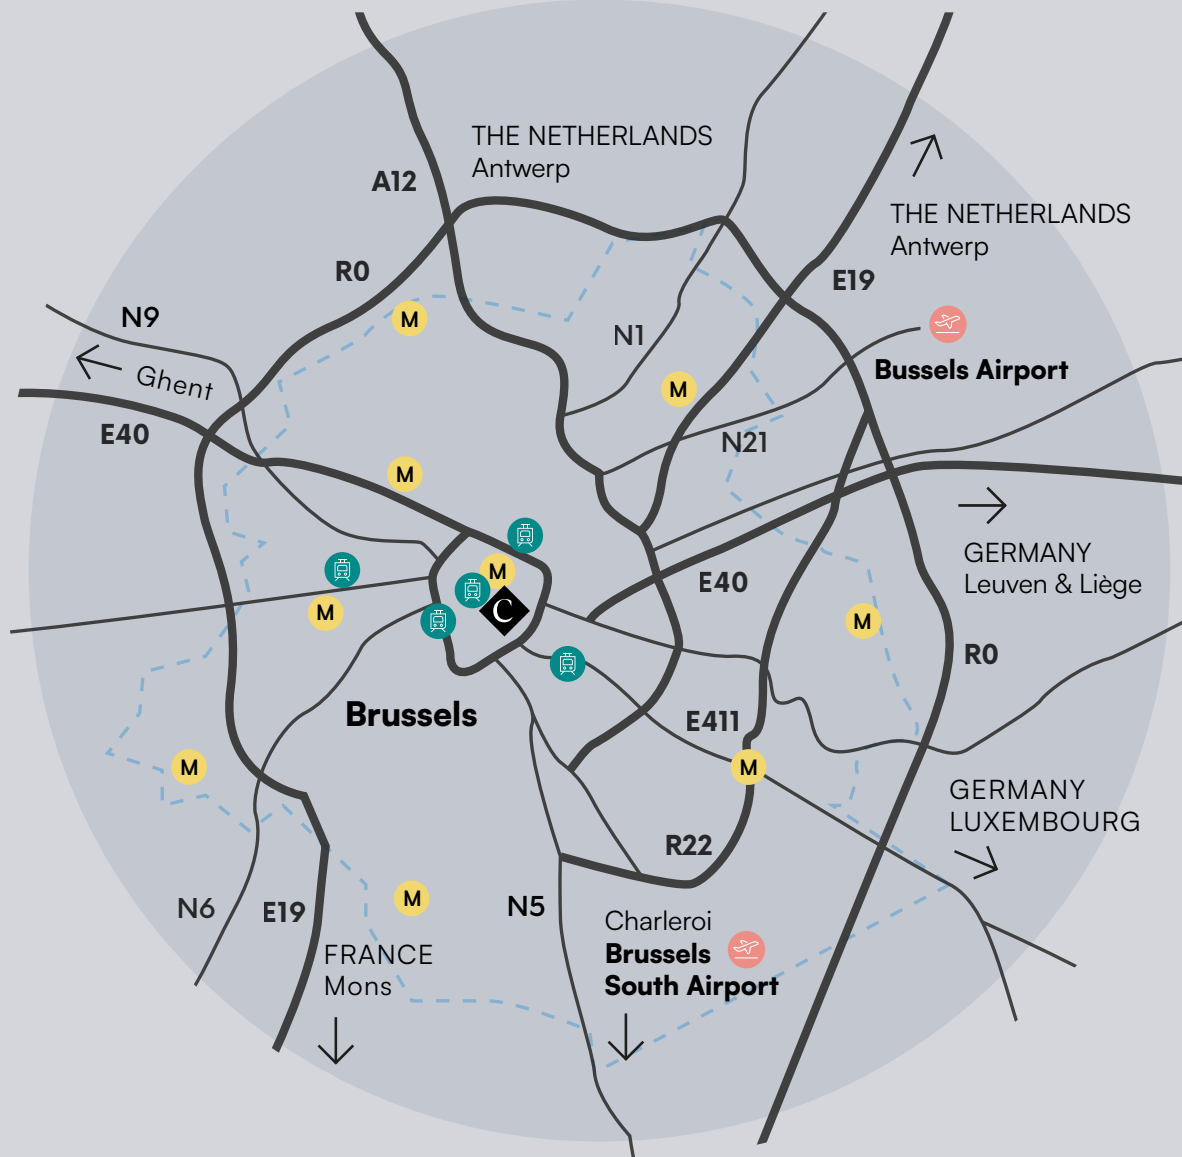 THE NETHERLANDS
Antwerp
A12
THE NETHERLANDS
Antwerp
R0
E19
N9
N1
Ghent
Bussels Airport
E40
N21
M
M
M
M
M
M
M
M
M
C
GERMANY
Leuven & Liège
E40
R0
Brussels
E411
GERMANY
LUXEMBOURG
R22
N6
E19
N5
Charleroi
Brussels
South Airport
FRANCE
Mons